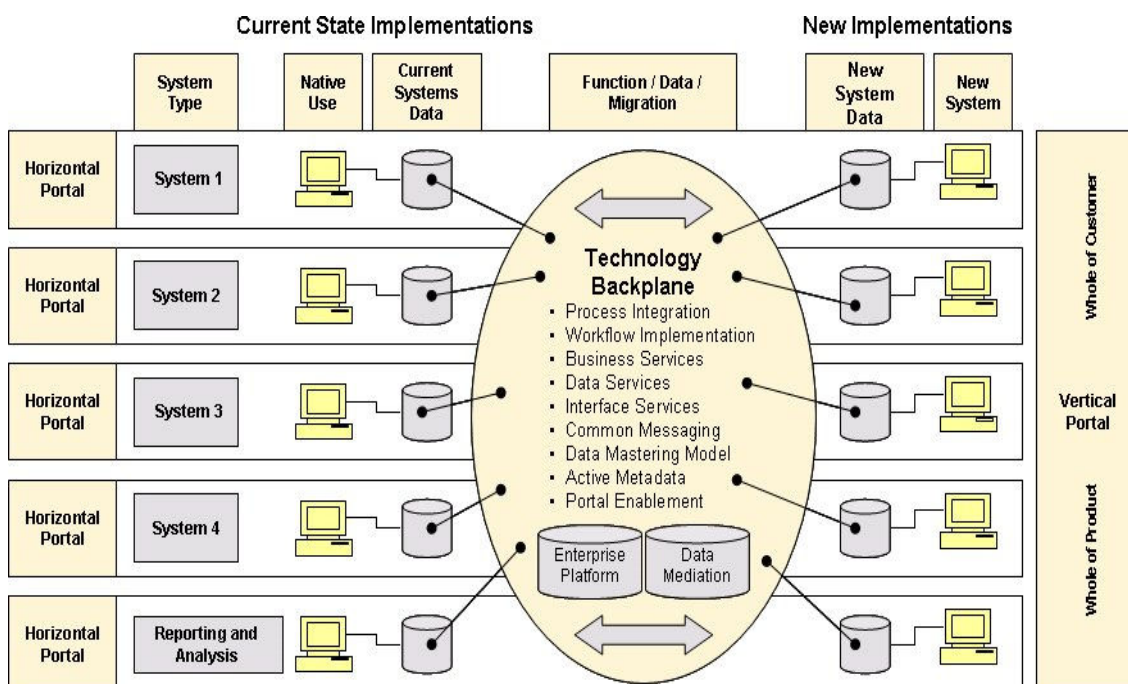 Current State Implementations
New Implementations
System
Type
Native
Use
Current
Systems
Data
Function / Data /
Migration
New
System
Data
New
System
Horizontal
Portal
System 1
Horizontal
Portal
System 2
Horizontal
Portal
System 3
Horizontal
Portal
System 4
Horizontal
Portal
Reporting and
Analysis
Technology
Backplane
▪ Process Integration
▪ Workflow Implementation
▪ Business Services
▪ Data Services
▪ Interface Services
▪ Common Messaging
▪ Data Mastering Model
▪ Active Metadata
▪ Portal Enablement
Enterprise
Platform
Data
Mediation
Whole of Customer
Vertical
Portal
Whole of Product